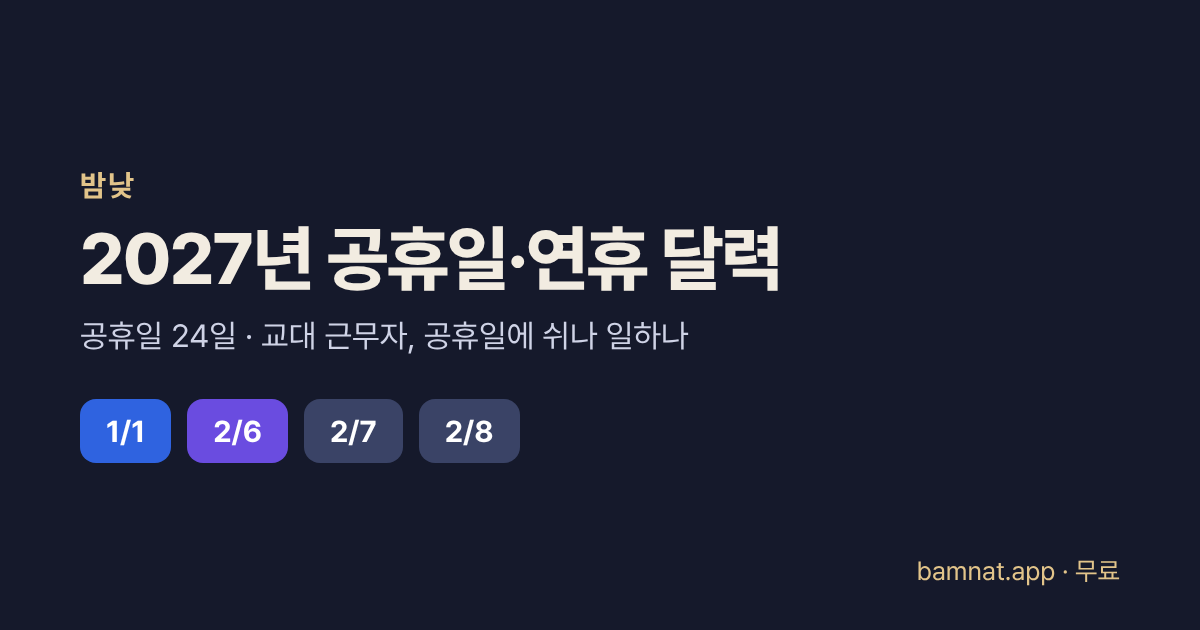 밤낮
2027년 공휴일·연휴 달력
공휴일 24일 · 교대 근무자, 공휴일에 쉬나 일하나
1/1 2/6 2/7 2/8
bamnat.app · 무료